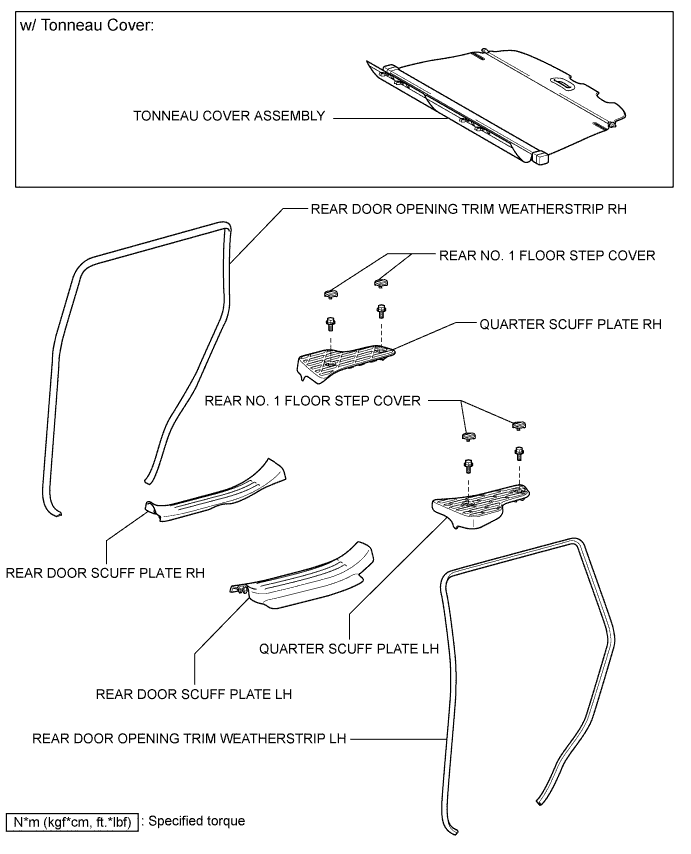 w/ Tonneau Cover:
TONNEAU COVER ASSEMBLY
REAR DOOR OPENING TRIM WEATHERSTRIP RH
REAR NO. 1 FLOOR STEP COVER
QUARTER SCUFF PLATE RH
REAR NO. 1 FLOOR STEP COVER
REAR DOOR SCUFF PLATE RH
QUARTER SCUFF PLATE LH
REAR DOOR SCUFF PLATE LH
REAR DOOR OPENING TRIM WEATHERSTRIP LH
N*m (kgf*cm, ft.*lbf) : Specified torque